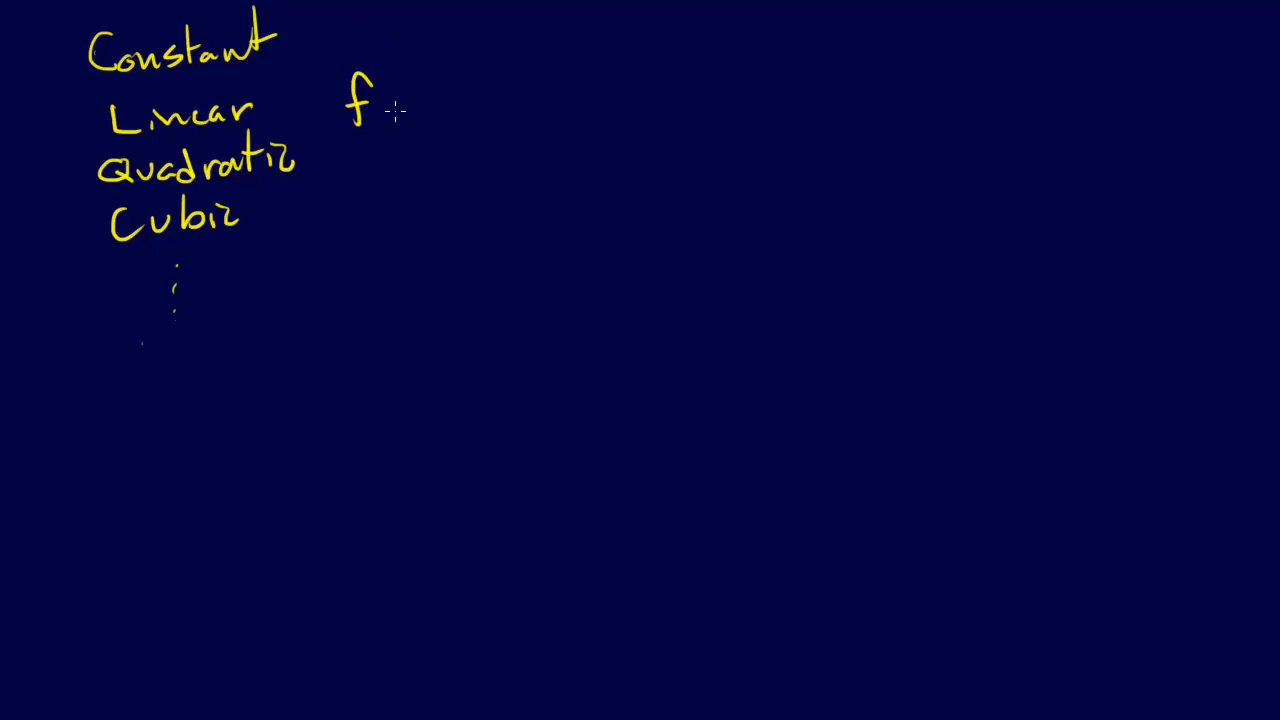 Constant
Linear f
Quadratic
Cubic
⋮